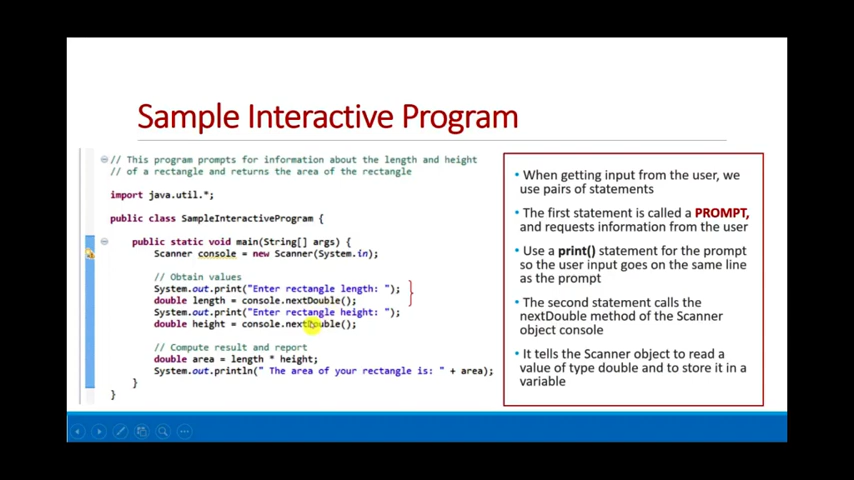 Sample Interactive Program
// This program prompts for information about the length and height
// of a rectangle and returns the area of the rectangle
import java.util.*;
public class SampleInteractiveProgram {
public static void main(String[] args) {
Scanner console = new Scanner(System.in);
// Obtain values
System.out.print("Enter rectangle length: ");
double length = console.nextDouble();
System.out.print("Enter rectangle height: ");
double height = console.nextDouble();
// Compute result and report
double area = length * height;
System.out.println(" The area of your rectangle is: " + area);
}
}
• When getting input from the user, we
use pairs of statements
• The first statement is called a PROMPT,
and requests information from the user
• Use a print() statement for the prompt
so the user input goes on the same line
as the prompt
• The second statement calls the
nextDouble method of the Scanner
object console
• It tells the Scanner object to read a
value of type double and to store it in a
variable